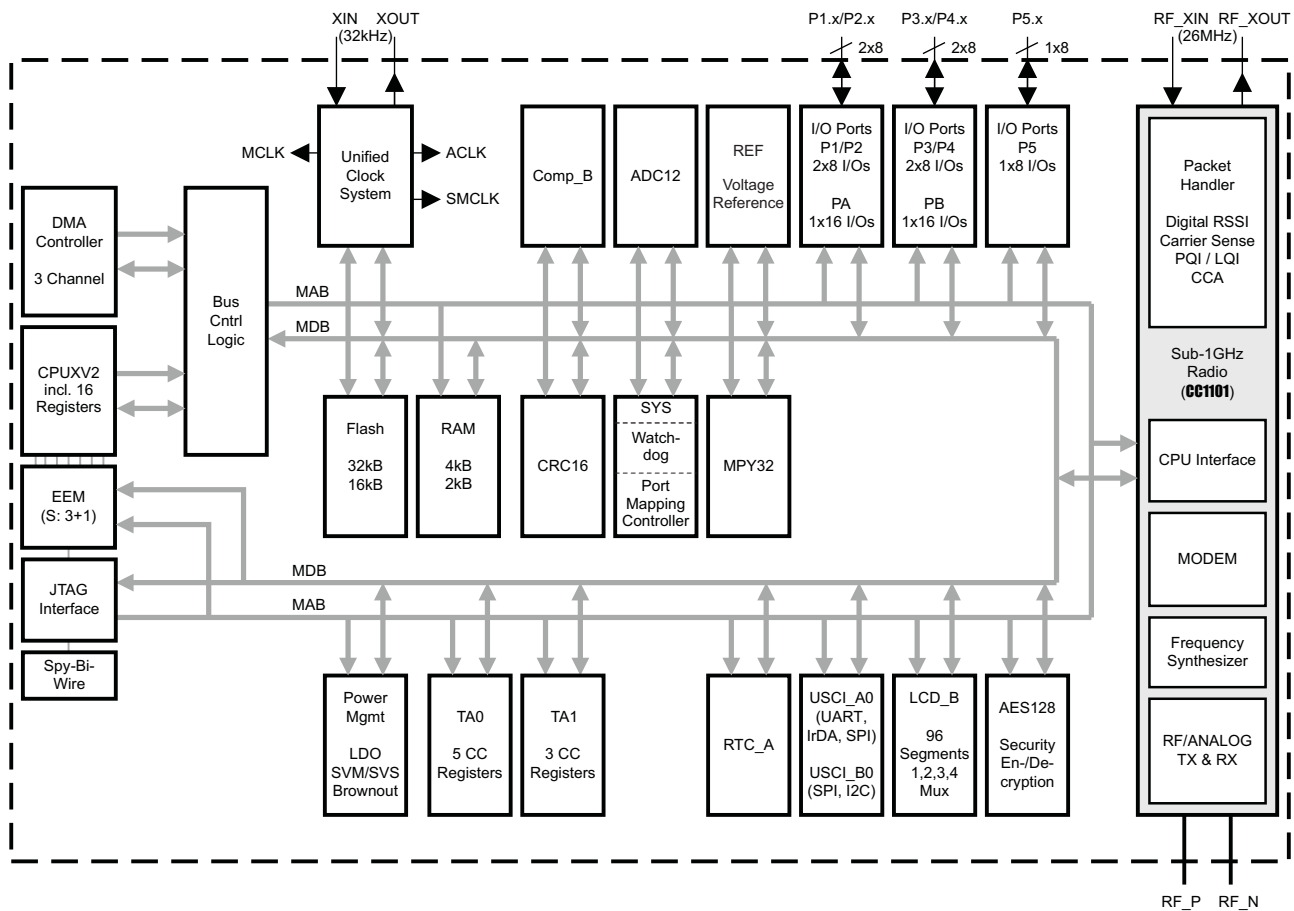 XIN XOUT
(32kHz)
P1.x/P2.x
2x8
P3.x/P4.x
2x8
P5.x
1x8
RF_XIN RF_XOUT
(26MHz)
MCLK
Unified
Clock
System
ACLK
SMCLK
Comp_B
ADC12
REF
Voltage
Reference
I/O Ports
P1/P2
2x8 I/Os
PA
1x16 I/Os
I/O Ports
P3/P4
2x8 I/Os
PB
1x16 I/Os
I/O Ports
P5
1x8 I/Os
Packet
Handler
Digital RSSI
Carrier Sense
PQI / LQI
CCA
DMA
Controller
3 Channel
Bus
Cntrl
Logic
MAB
MDB
CPUXV2
incl. 16
Registers
Flash
32kB
16kB
RAM
4kB
2kB
CRC16
SYS
Watch-
dog
Port
Mapping
Controller
MPY32
Sub-1GHz
Radio
(CC1101)
CPU Interface
EEM
(S: 3+1)
MODEM
JTAG
Interface
MDB
MAB
Spy-Bi-
Wire
Frequency
Synthesizer
Power
Mgmt
LDO
SVM/SVS
Brownout
TA0
5 CC
Registers
TA1
3 CC
Registers
RTC_A
USCI_A0
(UART,
IrDA, SPI)
USCI_B0
(SPI, I2C)
LCD_B
96
Segments
1,2,3,4
Mux
AES128
Security
En-/De-
cryption
RF/ANALOG
TX & RX
RF_P
RF_N